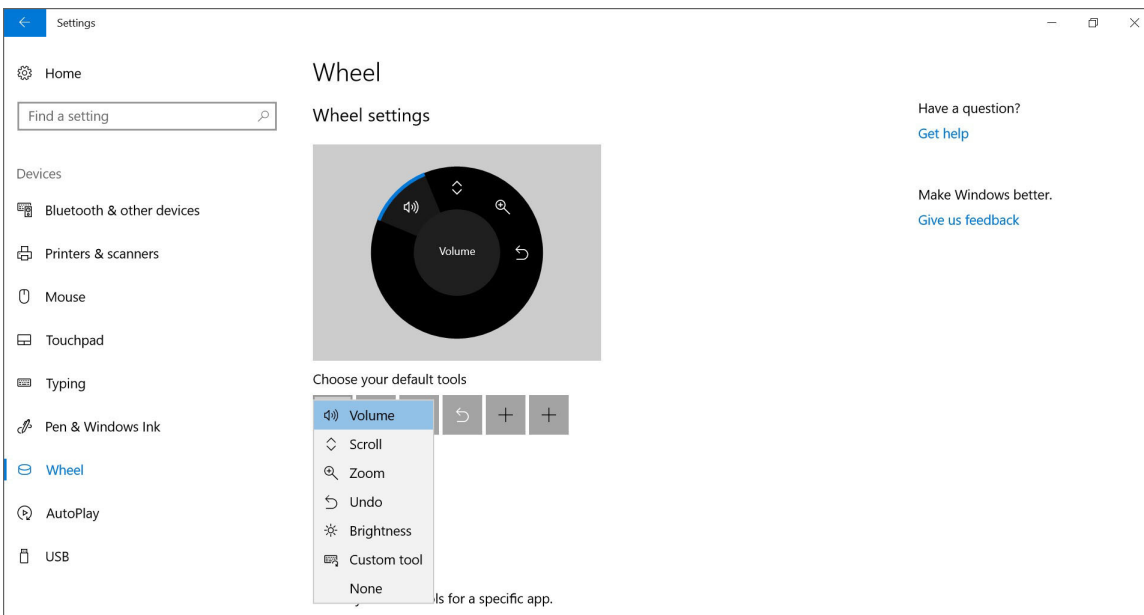 Settings
Home
Find a setting
Devices
Bluetooth & other devices
Printers & scanners
Mouse
Touchpad
Typing
Pen & Windows Ink
Wheel
AutoPlay
USB
Wheel
Wheel settings
Volume
Choose your default tools
Volume
Scroll
Zoom
Undo
Brightness
Custom tool
None
for a specific app.
Have a question?
Get help
Make Windows better.
Give us feedback